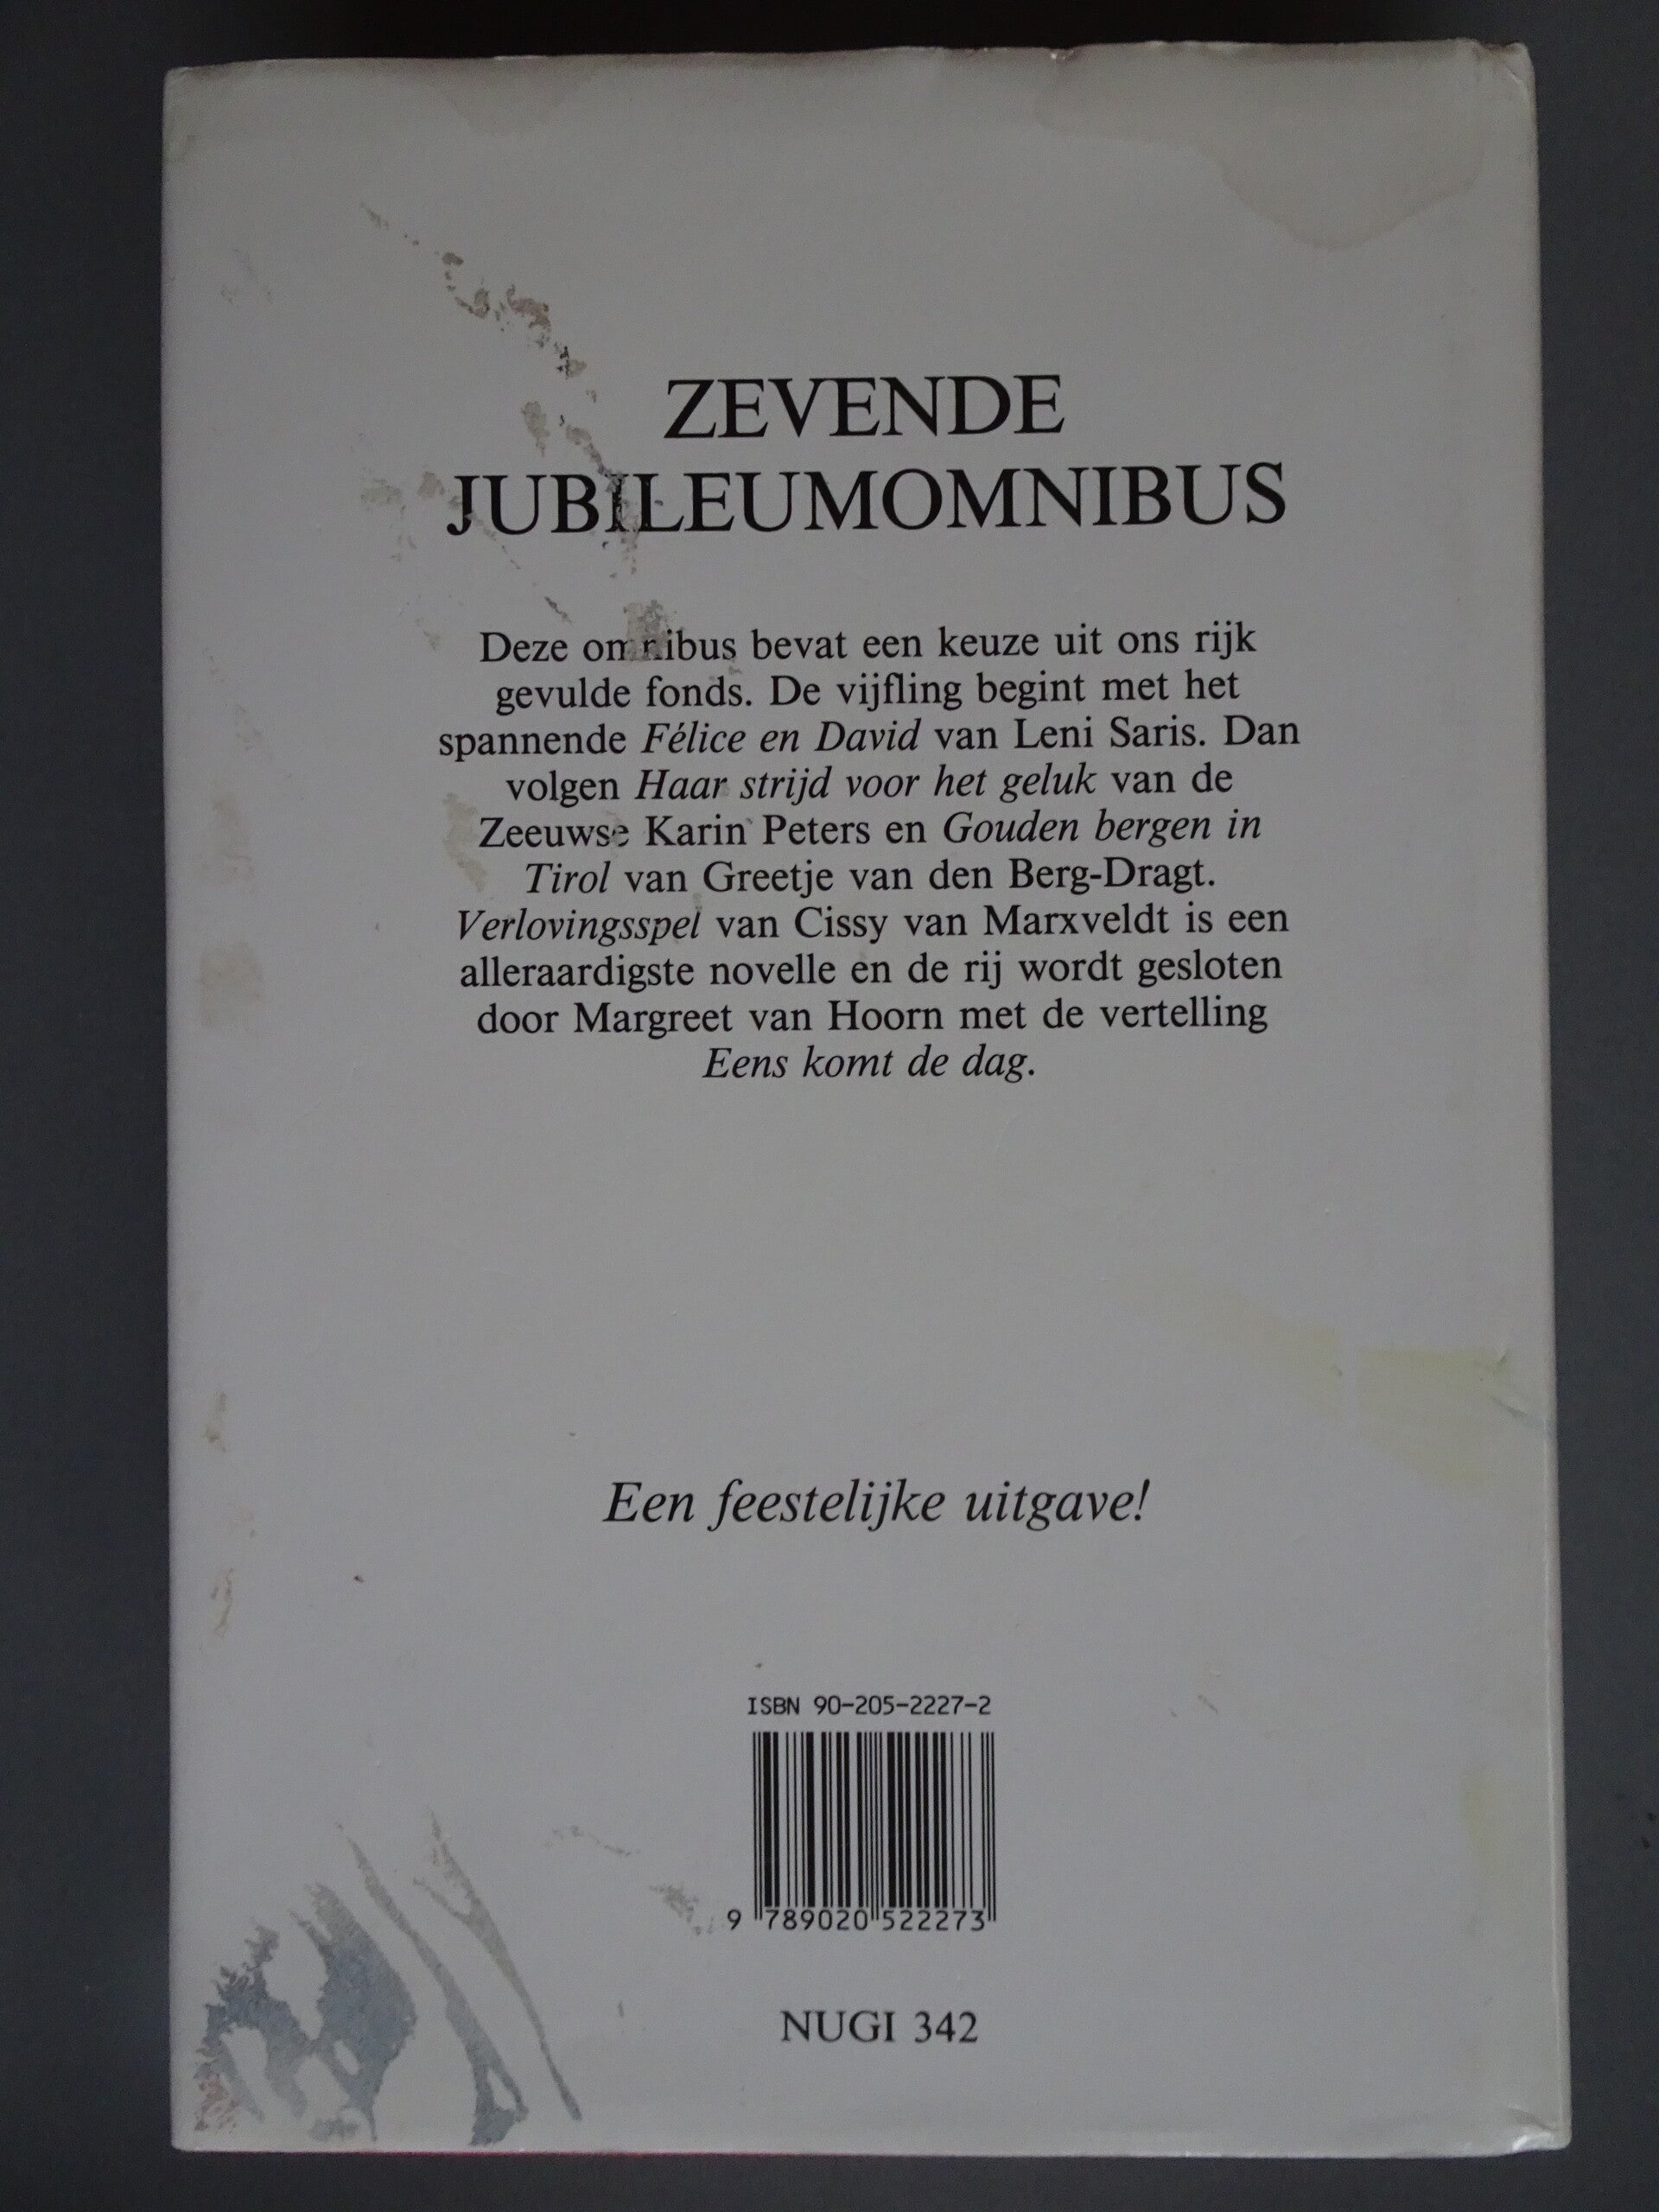 ZEVENDE
JUBILEUMOMNIBUS
Deze omnibus bevat een keuze uit ons rijk
gevulde fonds. De vijfling begint met het
spannende Félice en David van Leni Saris. Dan
volgen Haar strijd voor het geluk van de
Zeeuwse Karin Peters en Gouden bergen in
Tirol van Greetje van den Berg-Dragt.
Verlovingsspel van Cissy van Marxveldt is een
alleraardigste novelle en de rij wordt gesloten
door Margreet van Hoorn met de vertelling
Eens komt de dag.
Een feestelijke uitgave!
ISBN 90-205-2227-2
9 789020 522273
NUGI 342